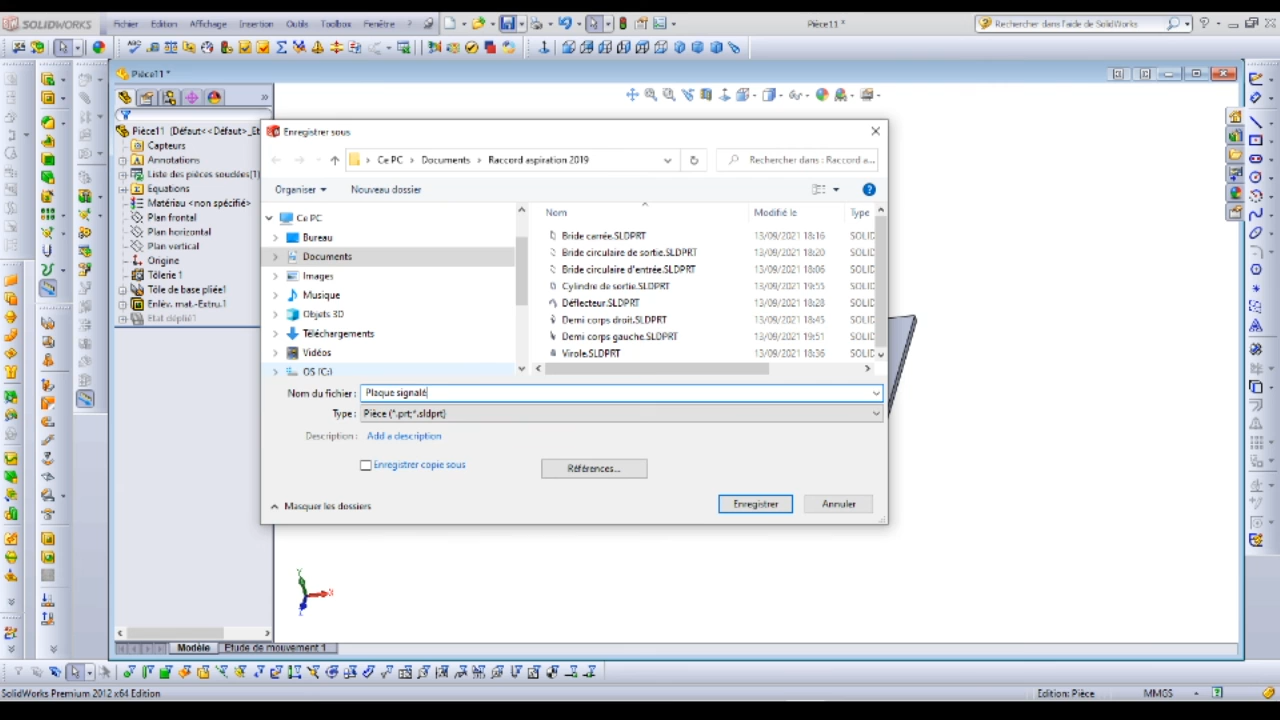 SOLIDWORKS Fichier Edition Affichage Insertion Outils Toolbox Fenêtre ? Pièce11 * Rechercher dans l'aide de SolidWorks
Pièce11 *
Enregistrer sous
Pièce11 (Défaut<<Défaut>_Et
Capteurs
Annotations
Liste des pièces soudées(1)
Equations
Matériau <non spécifié>
Plan frontal
Plan horizontal
Plan vertical
Origine
Tôlerie 1
Tôle de base pliée1
Enlèv. mat.-Extru.1
Etat déplié1
Ce PC > Documents > Raccord aspiration 2019
Rechercher dans : Raccord a...
Organiser Nouveau dossier
Ce PC
Bureau
Documents
Images
Musique
Objets 3D
Téléchargements
Vidéos
OS (C:)
Nom Modifié le Type
Bride carrée.SLDPRT 13/09/2021 18:16 SOLID
Bride circulaire de sortie.SLDPRT 13/09/2021 18:20 SOLID
Bride circulaire d'entrée.SLDPRT 13/09/2021 18:06 SOLID
Cylindre de sortie.SLDPRT 13/09/2021 19:55 SOLID
Déflecteur.SLDPRT 13/09/2021 18:28 SOLID
Demi corps droit.SLDPRT 13/09/2021 18:45 SOLID
Demi corps gauche.SLDPRT 13/09/2021 19:51 SOLID
Virole.SLDPRT 13/09/2021 18:36 SOLID
Nom du fichier : Plaque signalé
Type : Pièce (*.prt;*.sldprt)
Description : Add a description
Enregistrer copie sous
Références...
Masquer les dossiers
Enregistrer Annuler
Y
X
Z
Modèle Etude de mouvement 1
SolidWorks Premium 2012 x64 Edition Edition: Pièce MMGS